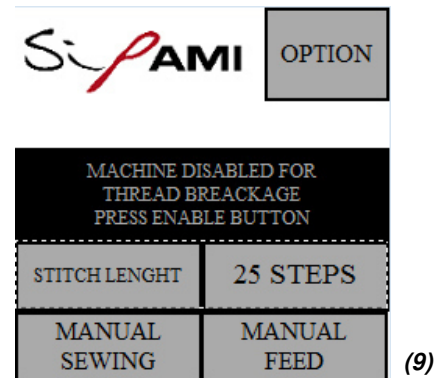 SipAMI
OPTION
MACHINE DISABLED FOR
THREAD BREACKAGE
PRESS ENABLE BUTTON
STITCH LENGHT
25 STEPS
MANUAL
SEWING
MANUAL
FEED
(9)